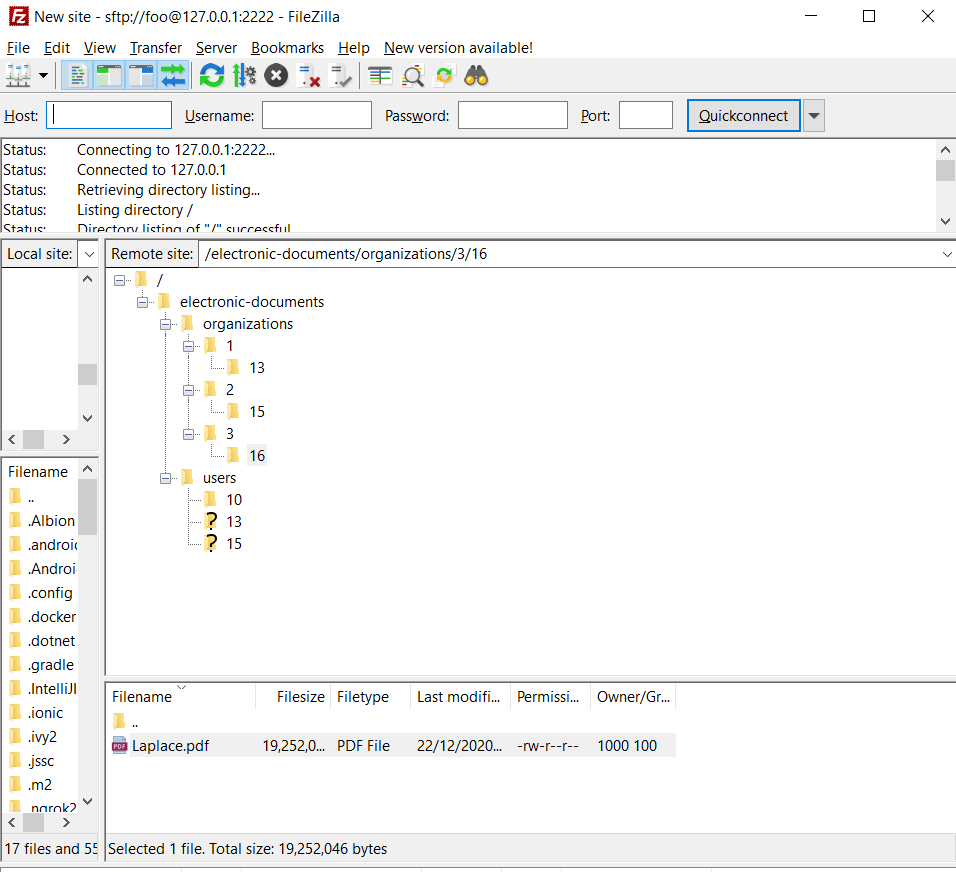 New site - sftp://foo@127.0.0.1:2222 - FileZilla
File Edit View Transfer Server Bookmarks Help New version available!
Host: Username: Password: Port: Quickconnect
Status: Connecting to 127.0.0.1:2222...
Status: Connected to 127.0.0.1
Status: Retrieving directory listing...
Status: Listing directory /
Status: Directory listing of "/" successful
Local site:
Filename
..
.Albion
.android
.Androi
.config
.docker
.dotnet
.gradle
.IntelliJI
.ionic
.ivy2
.jssc
.m2
.ngrok2
17 files and 55
Remote site: /electronic-documents/organizations/3/16
/
electronic-documents
organizations
1
13
2
15
3
16
users
10
? 13
? 15
Filename Filesize Filetype Last modifi... Permissi... Owner/Gr...
..
PDF Laplace.pdf 19,252,0... PDF File 22/12/2020... -rw-r--r-- 1000 100
Selected 1 file. Total size: 19,252,046 bytes